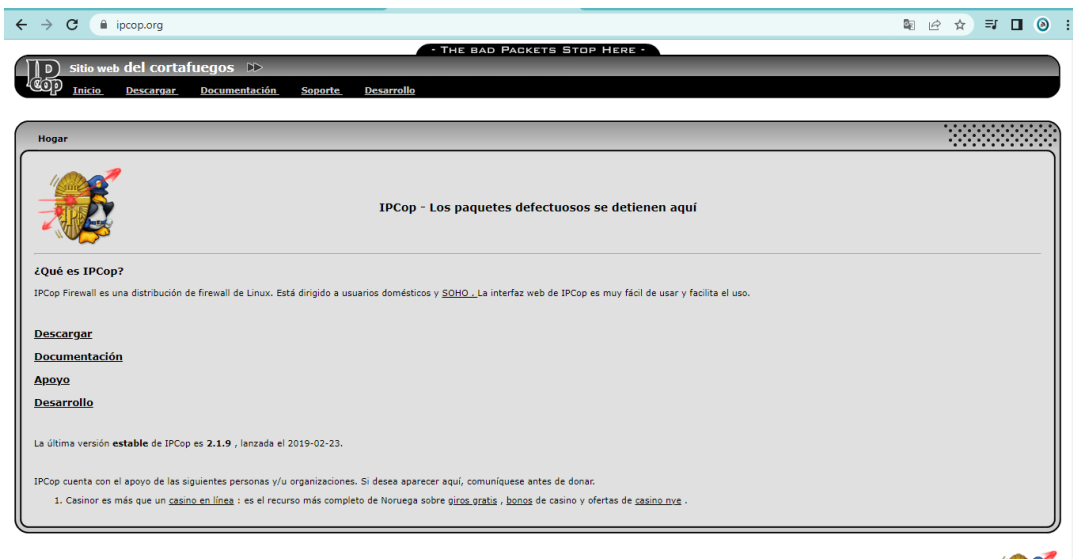 ipcop.org
- THE BAD PACKETS STOP HERE -
IP cop
Sitio web del cortafuegos
Inicio Descargar Documentación Soporte Desarrollo
Hogar
IPCop - Los paquetes defectuosos se detienen aquí
¿Qué es IPCop?
IPCop Firewall es una distribución de firewall de Linux. Está dirigido a usuarios domésticos y SOHO . La interfaz web de IPCop es muy fácil de usar y facilita el uso.
Descargar
Documentación
Apoyo
Desarrollo
La última versión estable de IPCop es 2.1.9 , lanzada el 2019-02-23.
IPCop cuenta con el apoyo de las siguientes personas y/u organizaciones. Si desea aparecer aquí, comuníquese antes de donar.
1. Casinor es más que un casino en línea : es el recurso más completo de Noruega sobre giros gratis , bonos de casino y ofertas de casino nye .